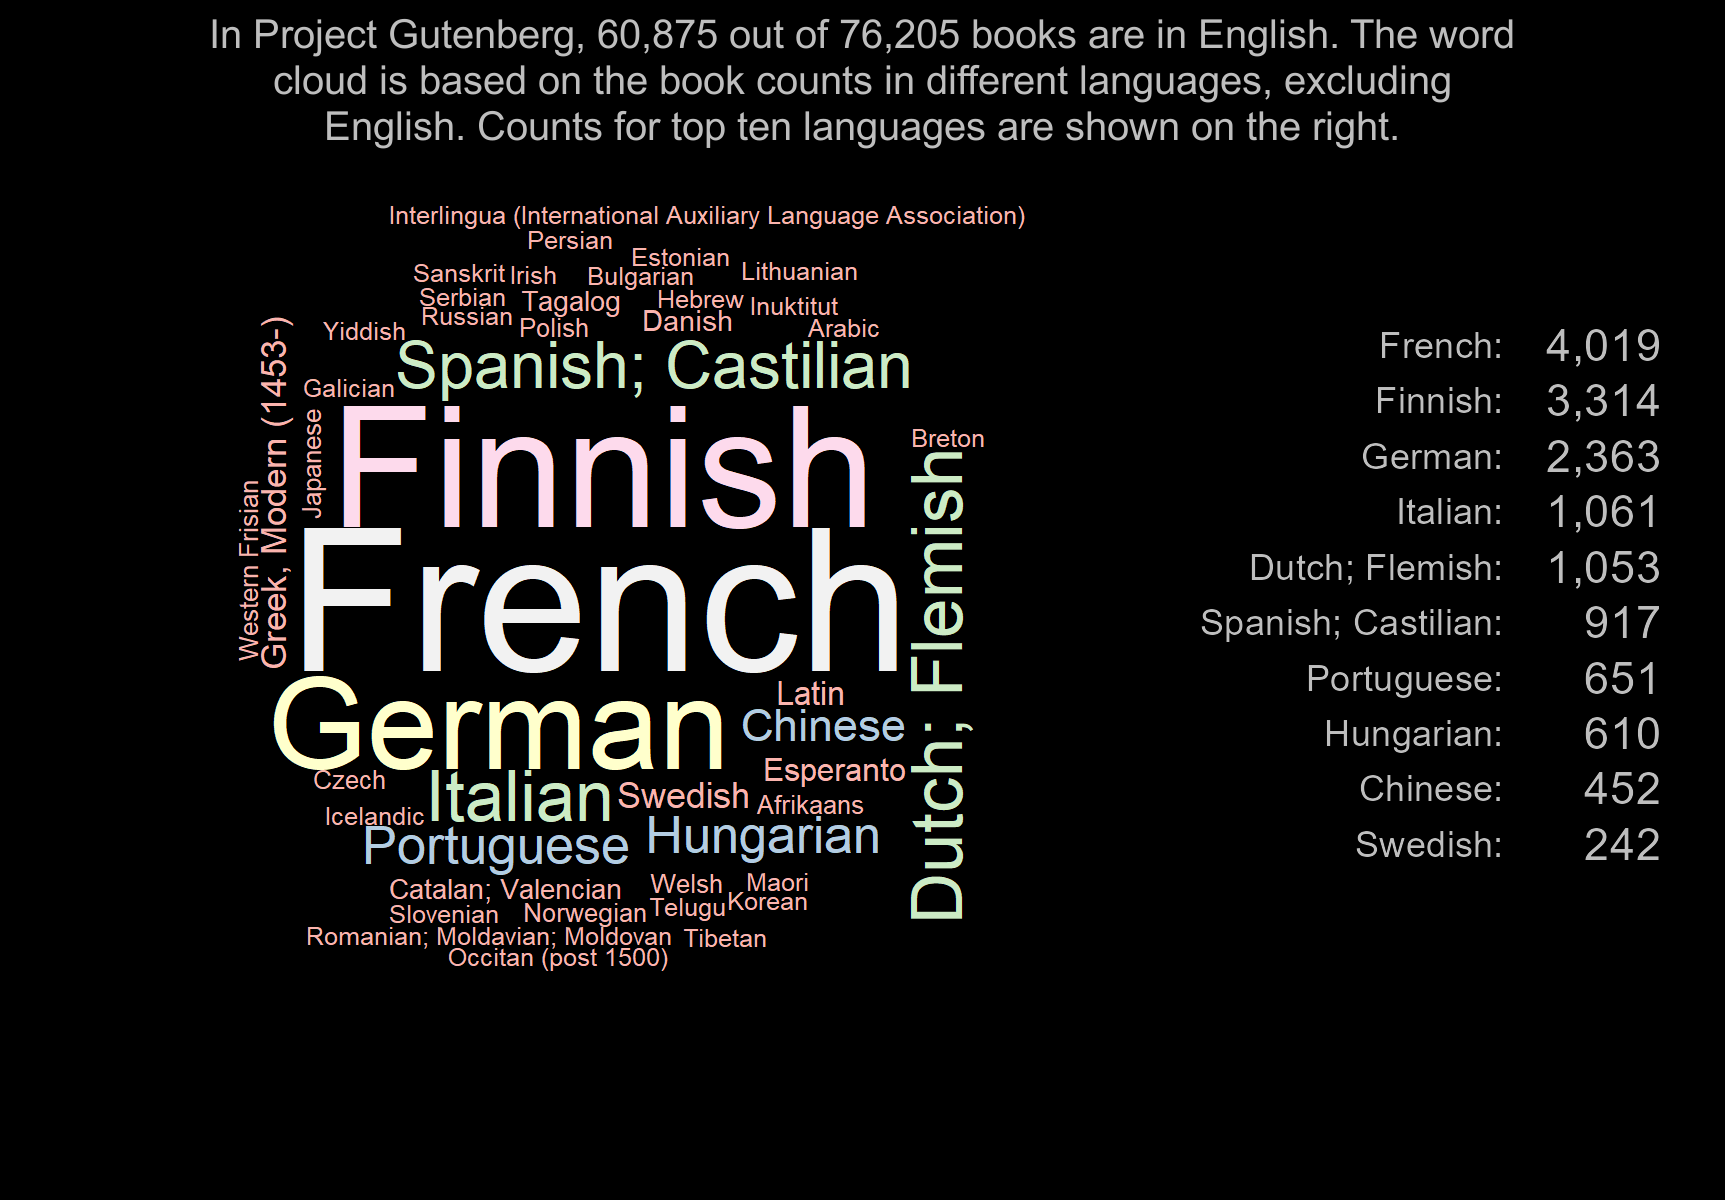 In Project Gutenberg, 60,875 out of 76,205 books are in English. The word
cloud is based on the book counts in different languages, excluding
English. Counts for top ten languages are shown on the right.
Interlingua (International Auxiliary Language Association)
Persian
Estonian
Sanskrit Irish Bulgarian Lithuanian
Serbian Tagalog Hebrew Inuktitut
Russian Polish Danish Arabic
Yiddish
Spanish; Castilian
Galician
Japanese
Finnish
Breton
Western Frisian
Greek, Modern (1453-)
French
Dutch; Flemish
German
Latin
Chinese
Esperanto
Czech
Italian
Swedish
Afrikaans
Icelandic
Portuguese
Hungarian
Catalan; Valencian Welsh Maori
Slovenian Norwegian Telugu Korean
Romanian; Moldavian; Moldovan Tibetan
Occitan (post 1500)
French: 4,019
Finnish: 3,314
German: 2,363
Italian: 1,061
Dutch; Flemish: 1,053
Spanish; Castilian: 917
Portuguese: 651
Hungarian: 610
Chinese: 452
Swedish: 242